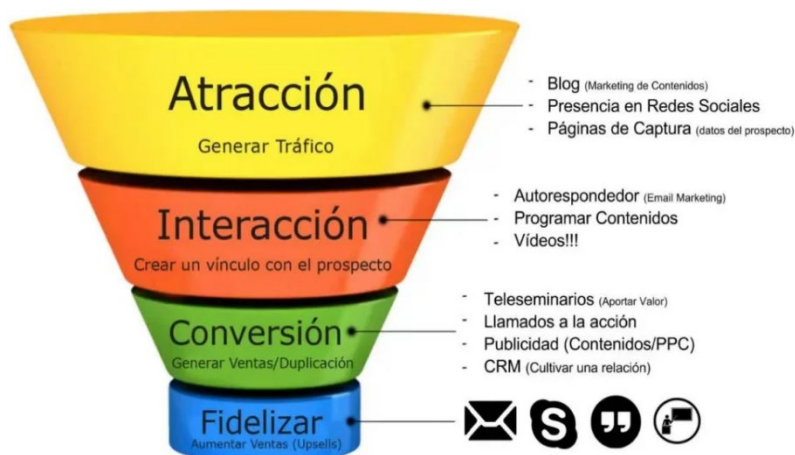 Atracción
Generar Tráfico
- Blog (Marketing de Contenidos)
- Presencia en Redes Sociales
- Páginas de Captura (datos del prospecto)
Interacción
Crear un vínculo con el prospecto
- Autorespondedor (Email Marketing)
- Programar Contenidos
- Vídeos!!!
Conversión
Generar Ventas/Duplicación
- Teleseminarios (Aportar Valor)
- Llamados a la acción
- Publicidad (Contenidos/PPC)
- CRM (Cultivar una relación)
Fidelizar
Aumentar Ventas (Upsells)